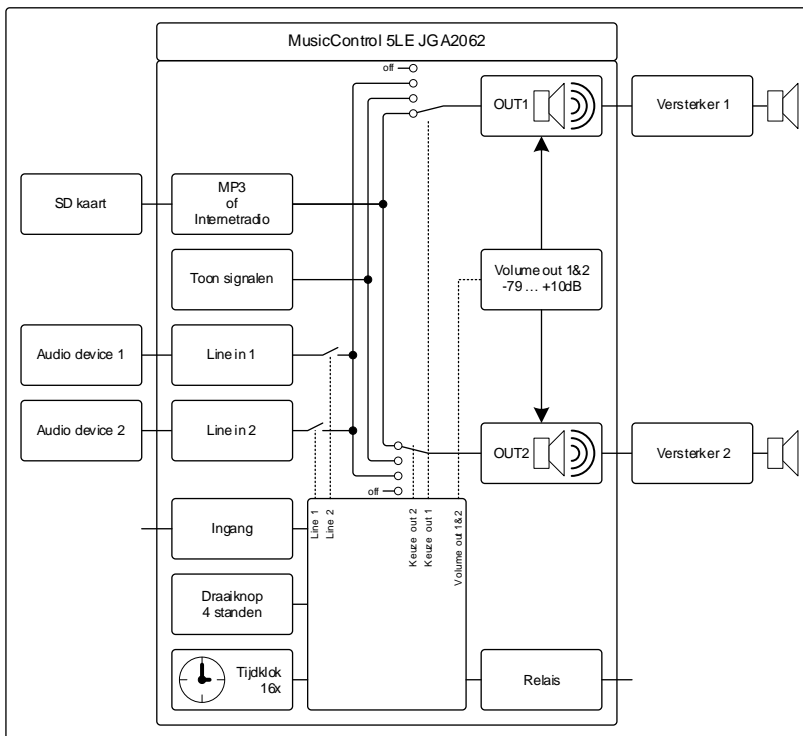 MusicControl 5LE JGA2062
off
OUT1
Versterker 1
SD kaart
MP3
of
Internetradio
Toon signalen
Volume out 1&2
-79 ... +10dB
Audio device 1
Line in 1
Audio device 2
Line in 2
OUT2
Versterker 2
off
Ingang
Line 1
Line 2
Keuze out 2
Keuze out 1
Volume out 1&2
Draaiknop
4 standen
Tijdklok
16x
Relais